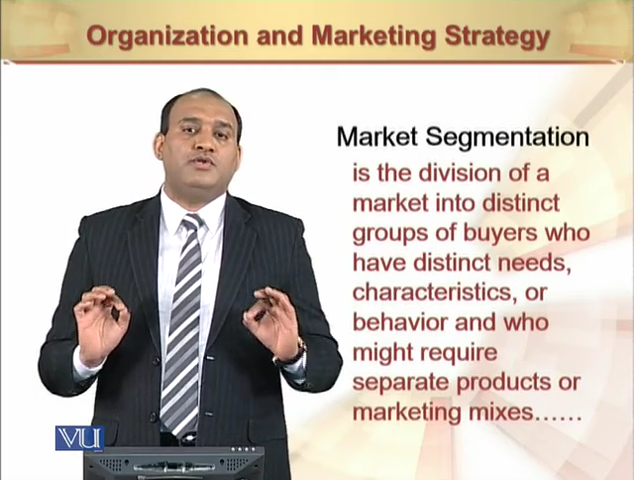 Organization and Marketing Strategy
Market Segmentation
is the division of a
market into distinct
groups of buyers who
have distinct needs,
characteristics, or
behavior and who
might require
separate products or
marketing mixes……
VU